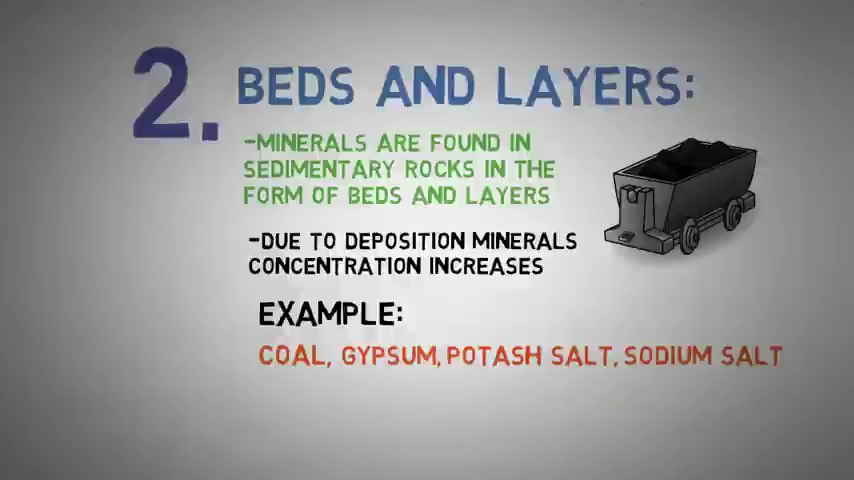 2. BEDS AND LAYERS:
-MINERALS ARE FOUND IN
SEDIMENTARY ROCKS IN THE
FORM OF BEDS AND LAYERS
-DUE TO DEPOSITION MINERALS
CONCENTRATION INCREASES
EXAMPLE:
COAL, GYPSUM, POTASH SALT, SODIUM SALT